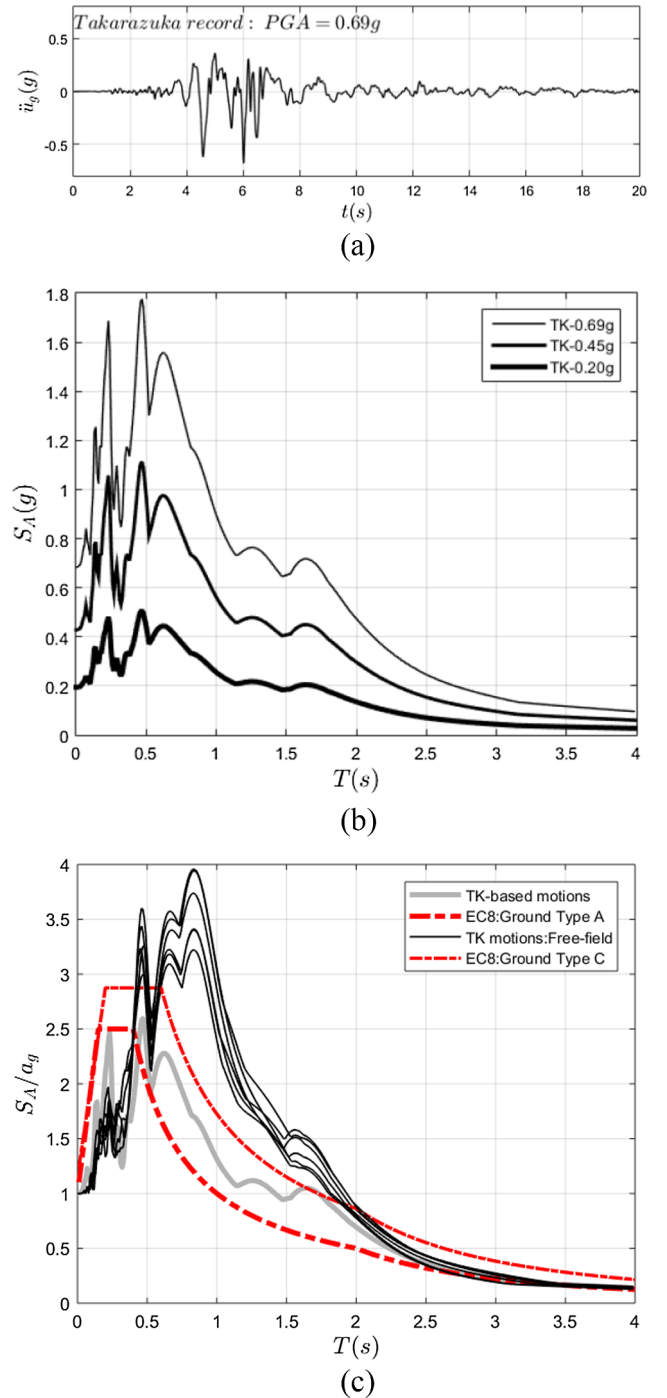 Takarazuka record : PGA = 0.69g
0.5
0
-0.5
ü_g(g)
0 2 4 6 8 10 12 14 16 18 20
t(s)
(a)
1.8
1.6
1.4
1.2
1
0.8
0.6
0.4
0.2
0
S_A(g)
TK-0.69g
TK-0.45g
TK-0.20g
0 0.5 1 1.5 2 2.5 3 3.5 4
T(s)
(b)
4
3.5
3
2.5
2
1.5
1
0.5
0
S_A/a_g
TK-based motions
EC8:Ground Type A
TK motions:Free-field
EC8:Ground Type C
0 0.5 1 1.5 2 2.5 3 3.5 4
T(s)
(c)